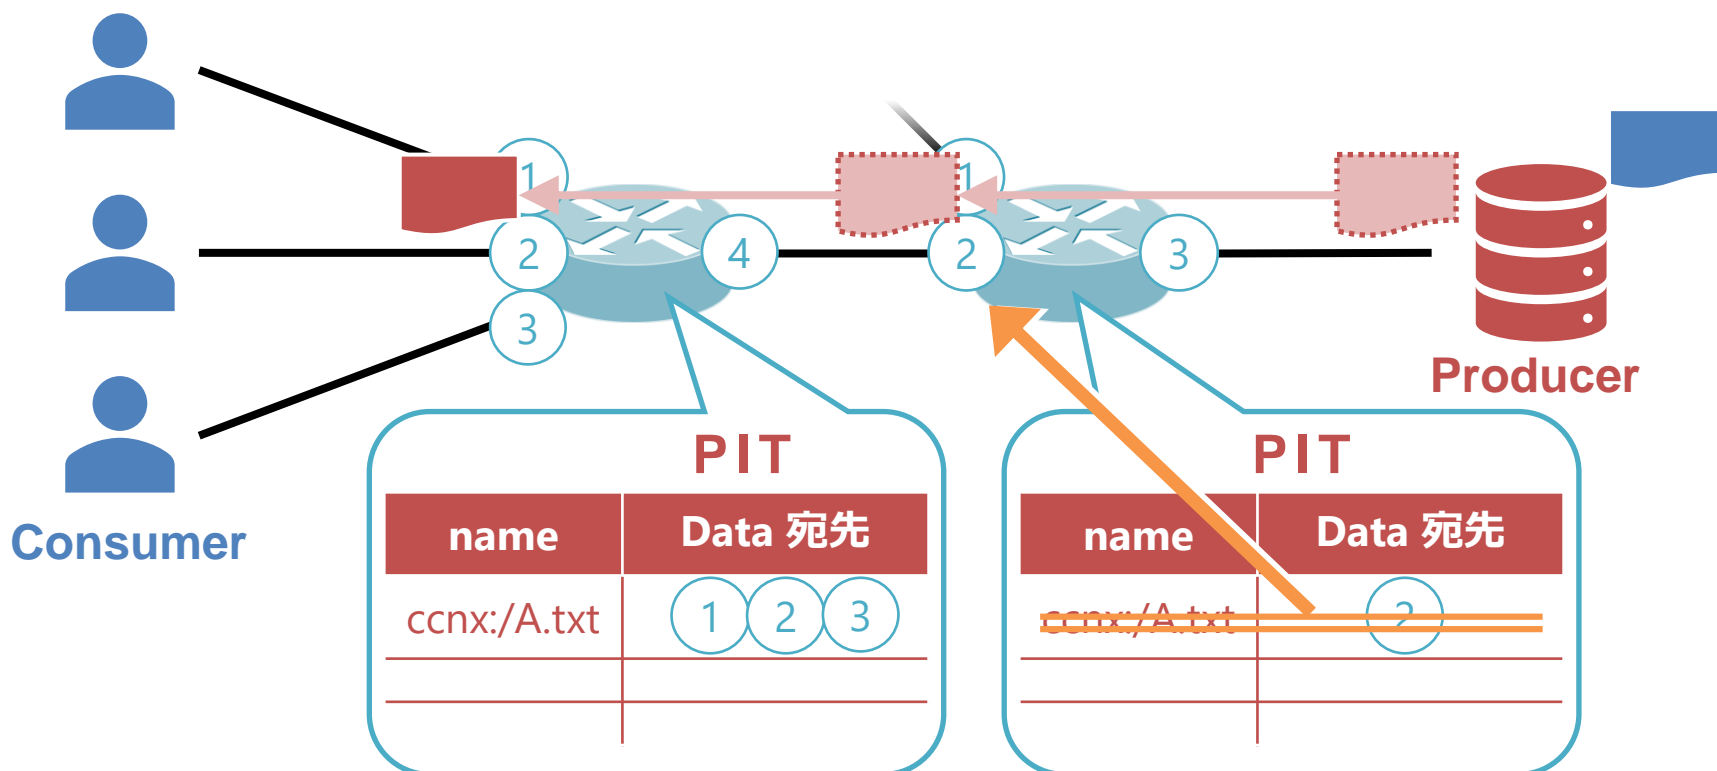 1
1
2
4
2
3
3
Producer
Consumer
PIT
name
Data 宛先
ccnx:/A.txt
1 2 3
PIT
name
Data 宛先
ccnx:/A.txt
2